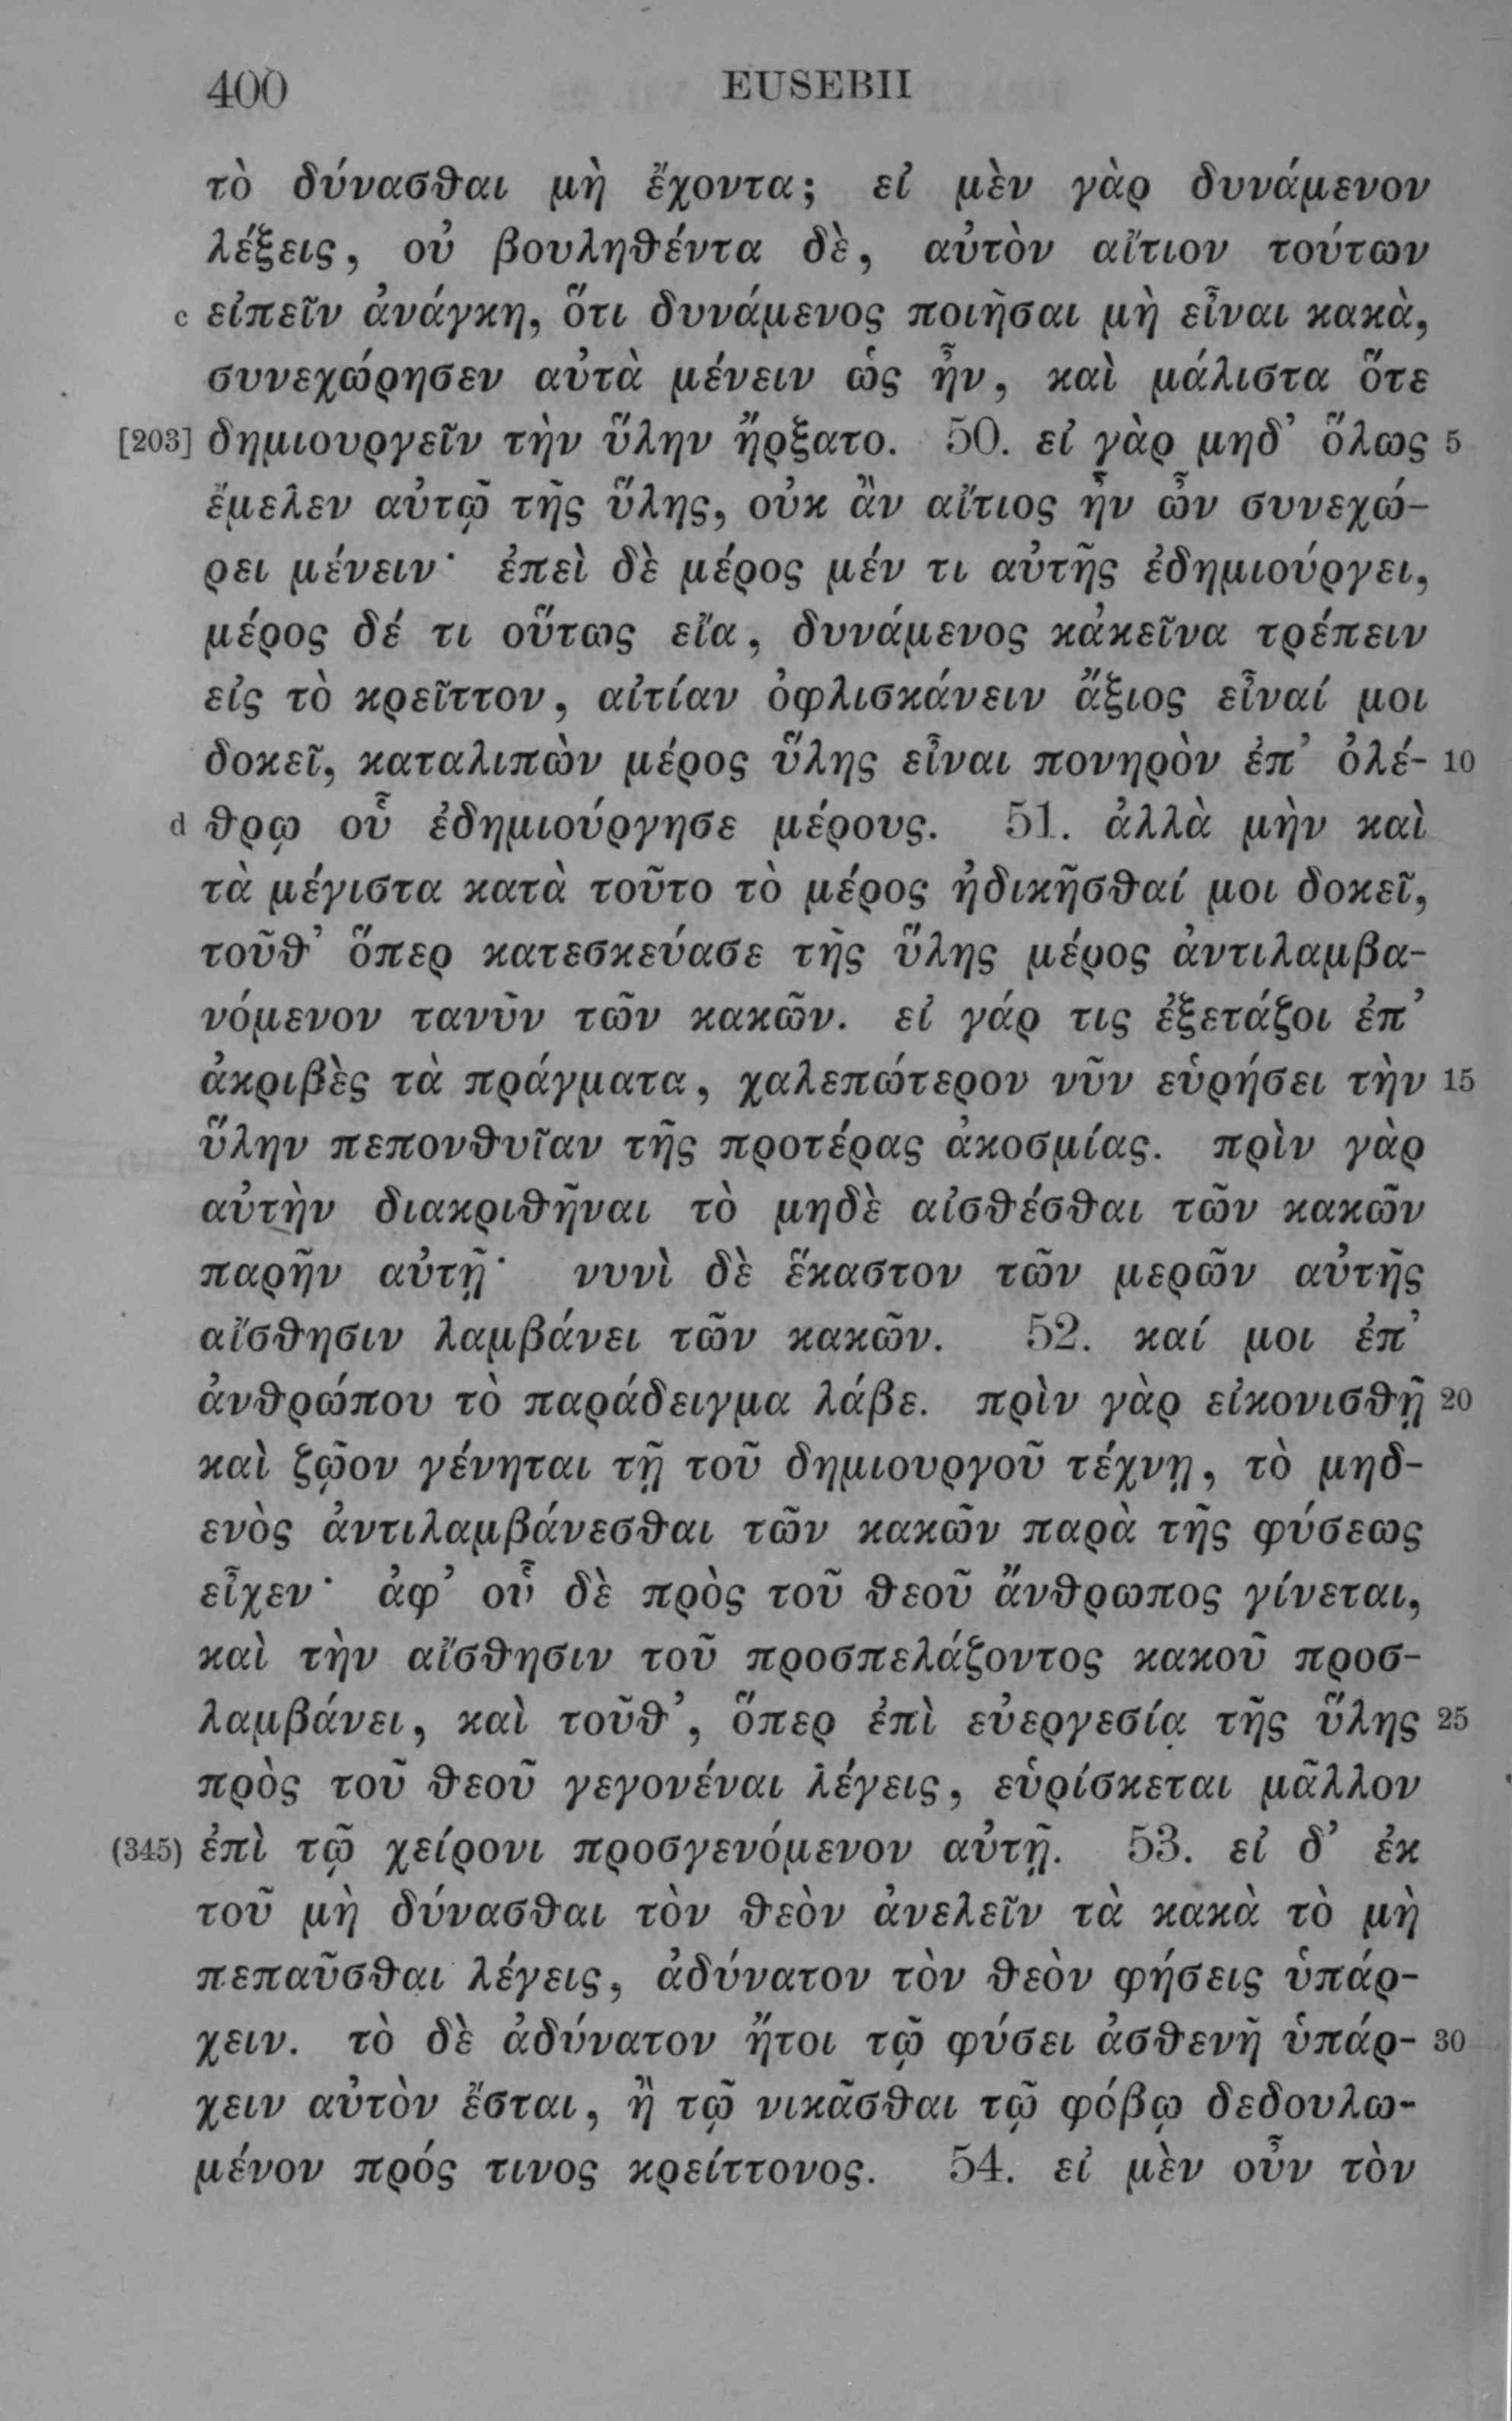 400 EUSEBII
τὸ δύνασθαι μὴ ἔχοντα; εἰ μὲν γὰρ δυνάμενον
λέξεις, οὐ βουληθέντα δὲ, αὐτὸν αἴτιον τούτων
c εἰπεῖν ἀνάγκη, ὅτι δυνάμενος ποιῆσαι μὴ εἶναι κακὰ,
συνεχώρησεν αὐτὰ μένειν ὡς ἦν, καὶ μάλιστα ὅτε
[203] δημιουργεῖν τὴν ὕλην ἤρξατο. 50. εἰ γὰρ μηδ’ ὅλως 5
ἔμελεν αὐτῷ τῆς ὕλης, οὐκ ἂν αἴτιος ἦν ὧν συνεχώ-
ρει μένειν· ἐπεὶ δὲ μέρος μέν τι αὐτῆς ἐδημιούργει,
μέρος δέ τι οὕτως εἴα, δυνάμενος κἀκεῖνα τρέπειν
εἰς τὸ κρεῖττον, αἰτίαν ὀφλισκάνειν ἄξιος εἶναί μοι
δοκεῖ, καταλιπὼν μέρος ὕλης εἶναι πονηρὸν ἐπ’ ὀλέ- 10
d θρῳ οὗ ἐδημιούργησε μέρους. 51. ἀλλὰ μὴν καὶ
τὰ μέγιστα κατὰ τοῦτο τὸ μέρος ἠδικῆσθαί μοι δοκεῖ,
τοῦθ’ ὅπερ κατεσκεύασε τῆς ὕλης μέρος ἀντιλαμβα-
νόμενον τανῦν τῶν κακῶν. εἰ γάρ τις ἐξετάζοι ἐπ’
ἀκριβὲς τὰ πράγματα, χαλεπώτερον νῦν εὑρήσει τὴν 15
ὕλην πεπονθυῖαν τῆς προτέρας ἀκοσμίας. πρὶν γὰρ
αὐτὴν διακριθῆναι τὸ μηδὲ αἰσθέσθαι τῶν κακῶν
παρῆν αὐτῇ· νυνὶ δὲ ἕκαστον τῶν μερῶν αὐτῆς
αἴσθησιν λαμβάνει τῶν κακῶν. 52. καί μοι ἐπ’
ἀνθρώπου τὸ παράδειγμα λάβε. πρὶν γὰρ εἰκονισθῇ 20
καὶ ζῷον γένηται τῇ τοῦ δημιουργοῦ τέχνῃ, τὸ μηδ-
ενὸς ἀντιλαμβάνεσθαι τῶν κακῶν παρὰ τῆς φύσεως
εἶχεν· ἀφ’ οὗ δὲ πρὸς τοῦ θεοῦ ἄνθρωπος γίνεται,
καὶ τὴν αἴσθησιν τοῦ προσπελάζοντος κακοῦ προσ-
λαμβάνει, καὶ τοῦθ’, ὅπερ ἐπὶ εὐεργεσίᾳ τῆς ὕλης 25
πρὸς τοῦ θεοῦ γεγονέναι λέγεις, εὑρίσκεται μᾶλλον
(345) ἐπὶ τῷ χείρονι προσγενόμενον αὐτῇ. 53. εἰ δ’ ἐκ
τοῦ μὴ δύνασθαι τὸν θεὸν ἀνελεῖν τὰ κακὰ τὸ μὴ
πεπαῦσθαι λέγεις, ἀδύνατον τὸν θεὸν φήσεις ὑπάρ-
χειν. τὸ δὲ ἀδύνατον ἤτοι τῷ φύσει ἀσθενῆ ὑπάρ- 30
χειν αὐτὸν ἔσται, ἢ τῷ νικᾶσθαι τῷ φόβῳ δεδουλω-
μένον πρός τινος κρείττονος. 54. εἰ μὲν οὖν τὸν